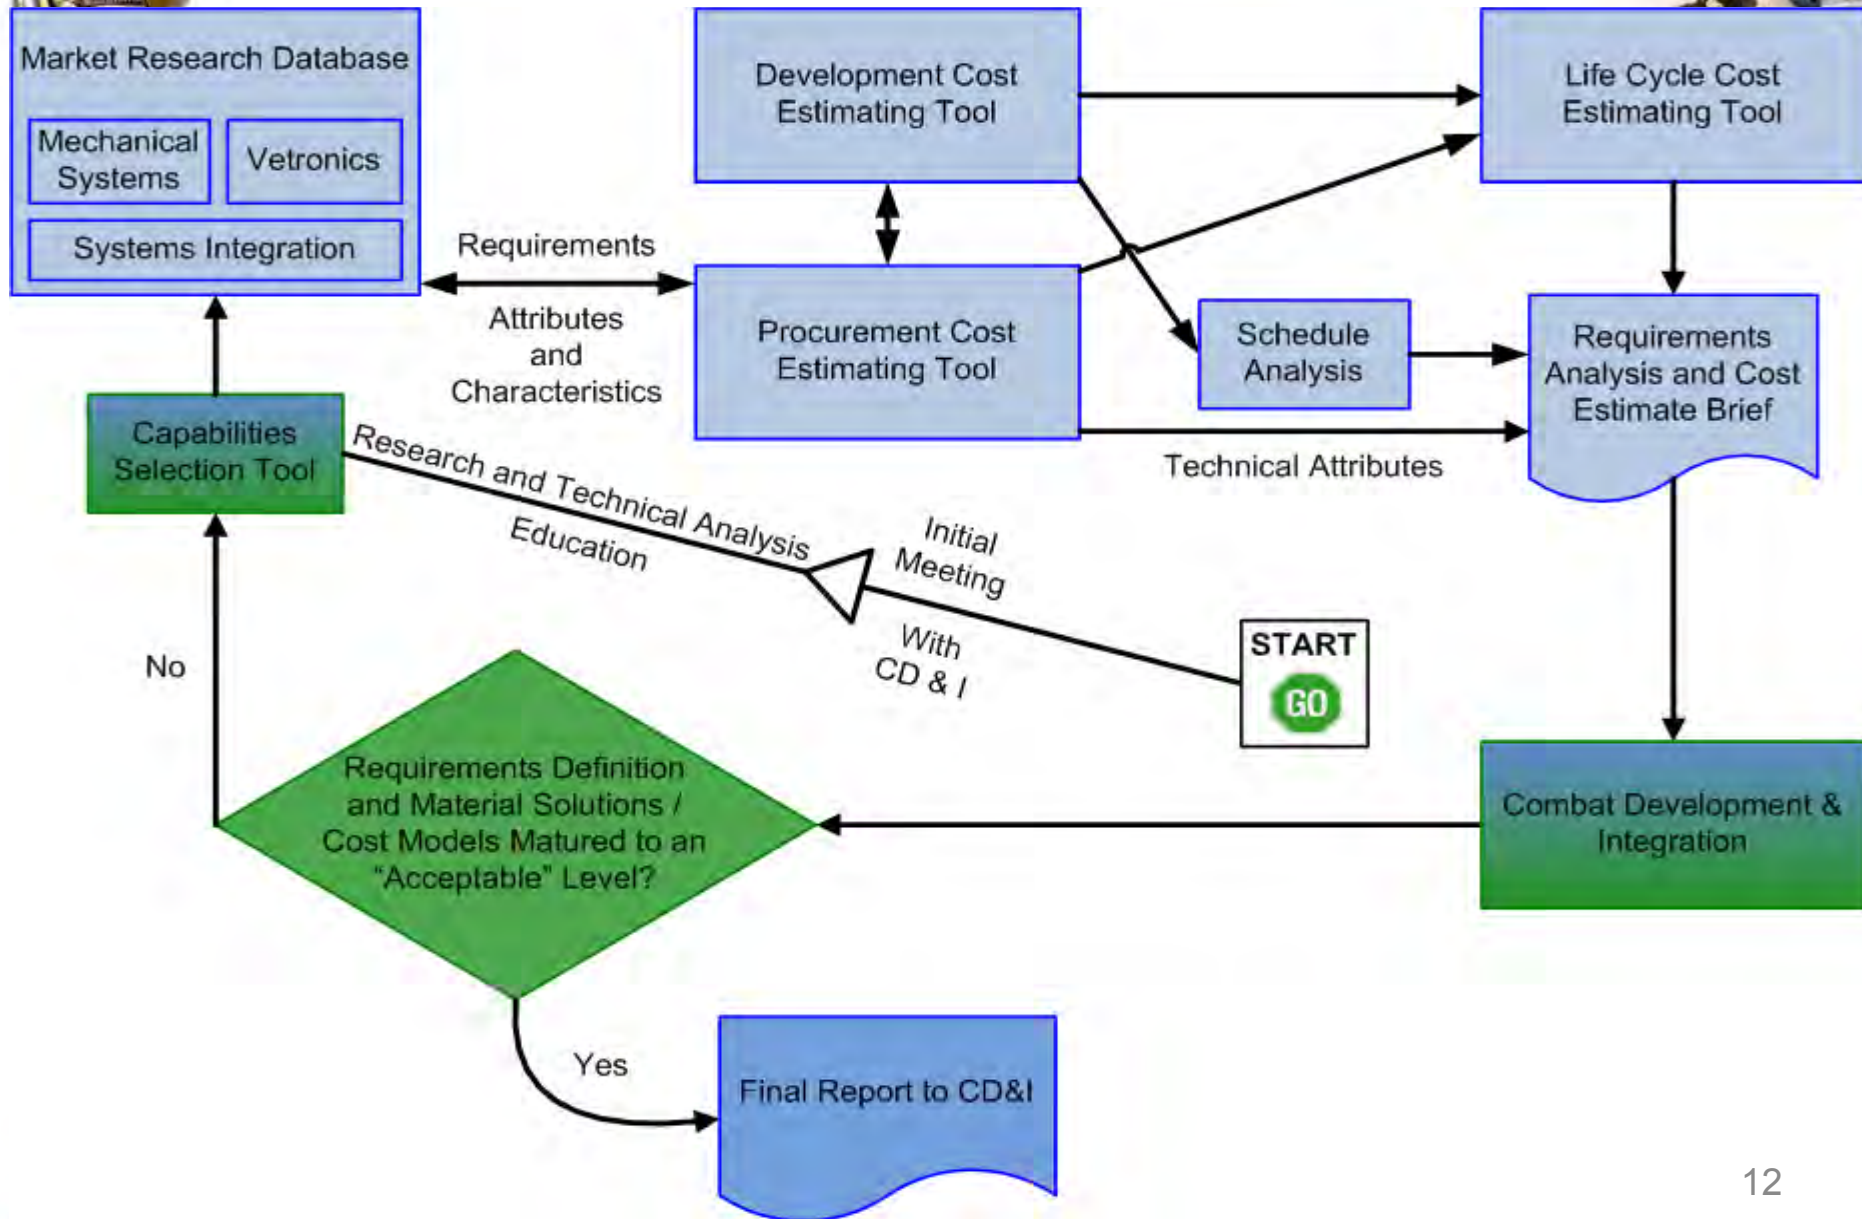 Market Research Database
Mechanical
Systems
Vetronics
Systems Integration
Requirements
Attributes
and
Characteristics
Development Cost
Estimating Tool
Procurement Cost
Estimating Tool
Life Cycle Cost
Estimating Tool
Schedule
Analysis
Requirements
Analysis and Cost
Estimate Brief
Technical Attributes
Capabilities
Selection Tool
Research and Technical Analysis
Education
Initial
Meeting
With
CD & I
START
GO
No
Requirements Definition
and Material Solutions /
Cost Models Matured to an
“Acceptable” Level?
Combat Development &
Integration
Yes
Final Report to CD&I
12